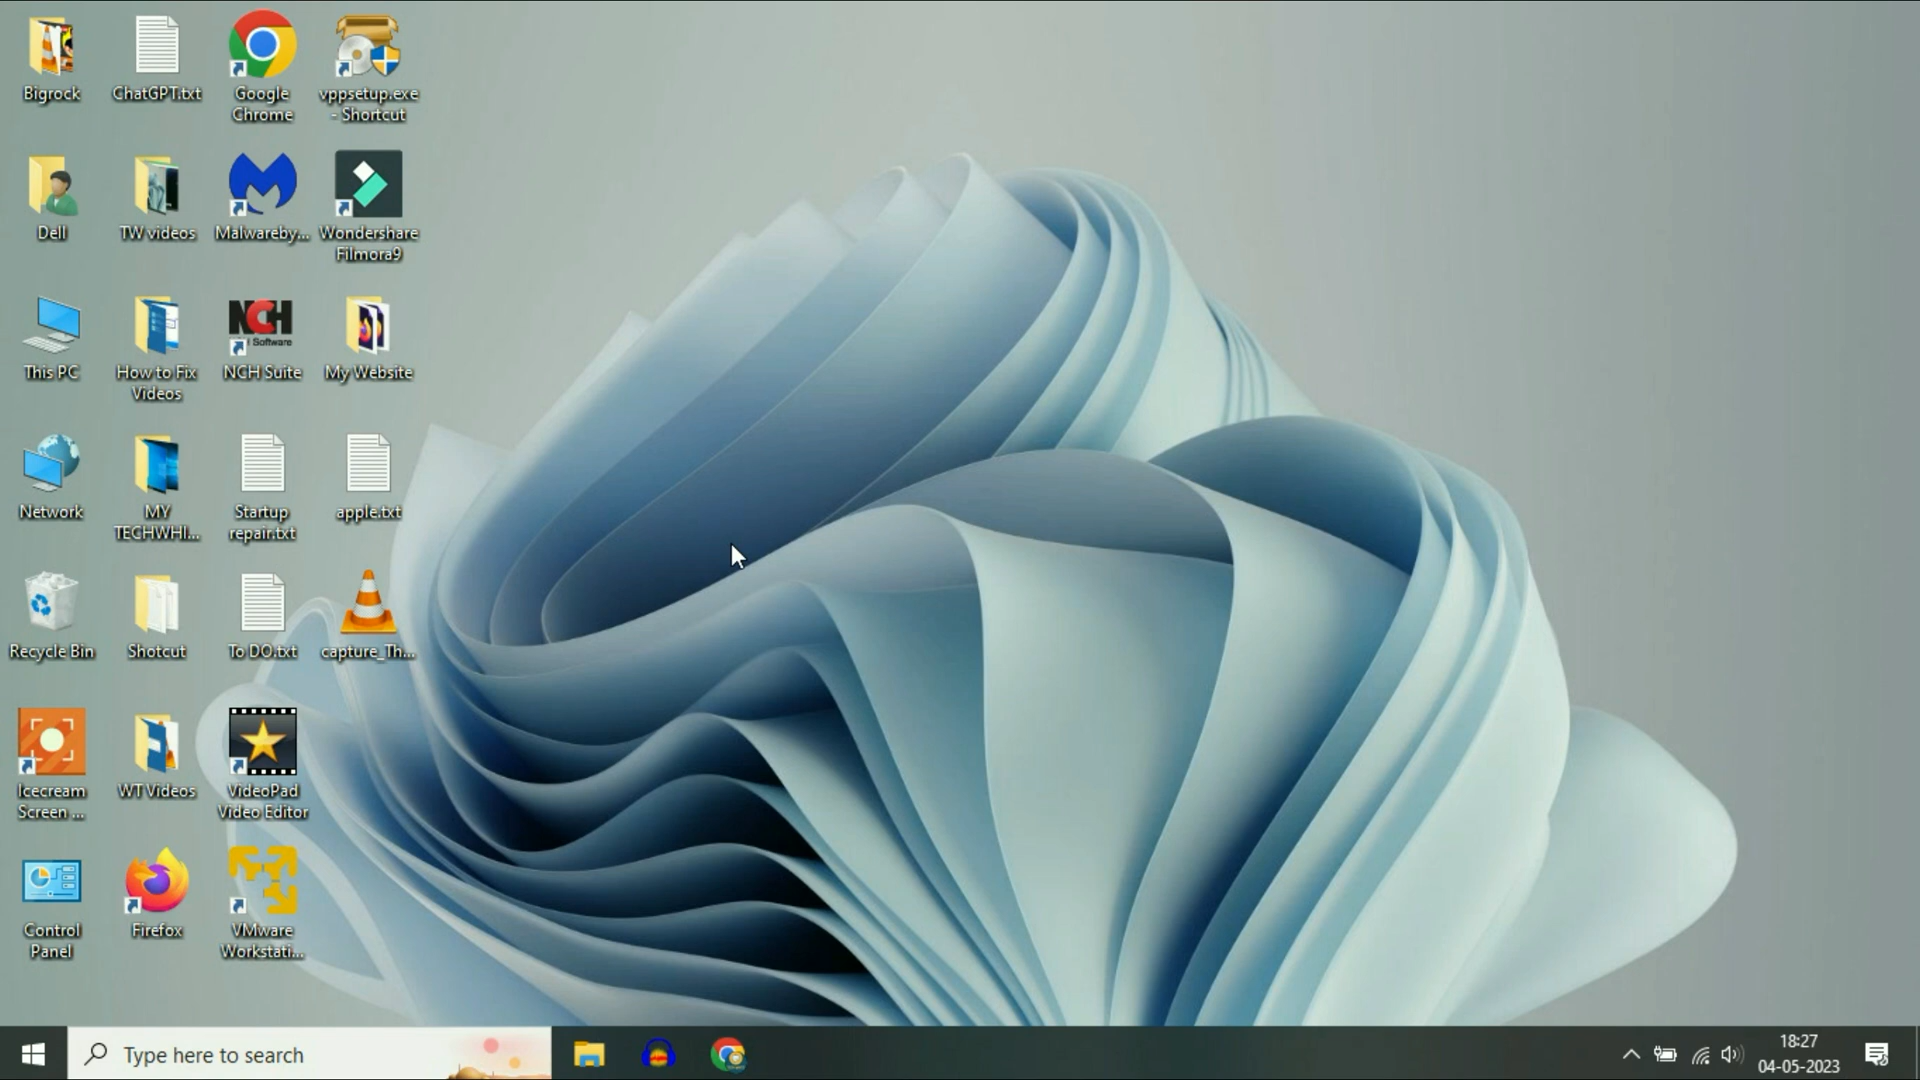 Bigrock
ChatGPT.txt
Google
Chrome
vppsetup.exe
- Shortcut
Dell
TW videos
Malwareby...
Wondershare
Filmora9
This PC
How to Fix
Videos
NCH
Software
NCH Suite
My Website
Network
MY
TECHWHI...
Startup
repair.txt
apple.txt
Recycle Bin
Shotcut
To DO.txt
capture_Th...
Icecream
Screen ...
WT Videos
VideoPad
Video Editor
Control
Panel
Firefox
VMware
Workstati...
Type here to search
18:27
04-05-2023